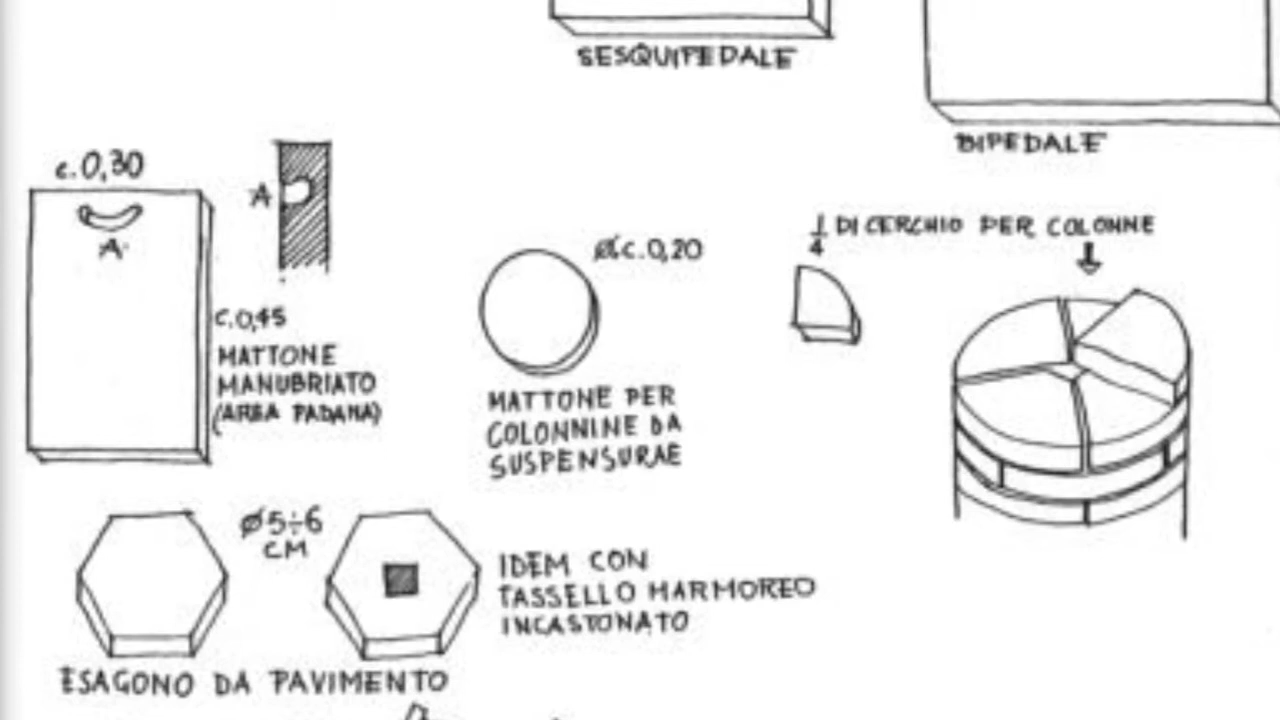 SESQUIPEDALE
BIPEDALE
c.0,30
A
A
c.0,45
MATTONE
MANUBRIATO
(AREA PADANA)
Ø c.0,20
MATTONE PER
COLONNINE DA
SUSPENSURAE
1/4 DI CERCHIO PER COLONNE
Ø5÷6
CM
IDEM CON
TASSELLO MARMOREO
INCASTONATO
ESAGONO DA PAVIMENTO